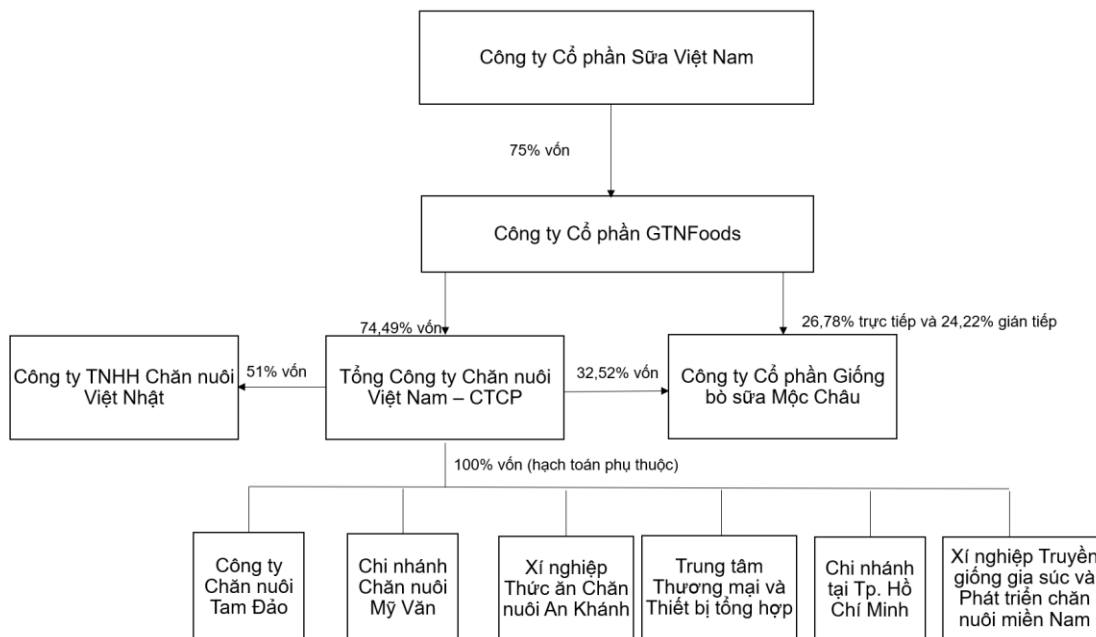 Công ty Cổ phần Sữa Việt Nam
75% vốn
Công ty Cổ phần GTNFoods
74,49% vốn
26,78% trực tiếp và 24,22% gián tiếp
Công ty TNHH Chăn nuôi
Việt Nhật
51% vốn
Tổng Công ty Chăn nuôi
Việt Nam – CTCP
32,52% vốn
Công ty Cổ phần Giống
bò sữa Mộc Châu
100% vốn (hạch toán phụ thuộc)
Công ty
Chăn nuôi
Tam Đảo
Chi nhánh
Chăn nuôi
Mỹ Văn
Xí nghiệp
Thức ăn Chăn
nuôi An Khánh
Trung tâm
Thương mại và
Thiết bị tổng hợp
Chi nhánh
tại Tp. Hồ
Chí Minh
Xí nghiệp Truyền
giống gia súc và
Phát triển chăn
nuôi miền Nam